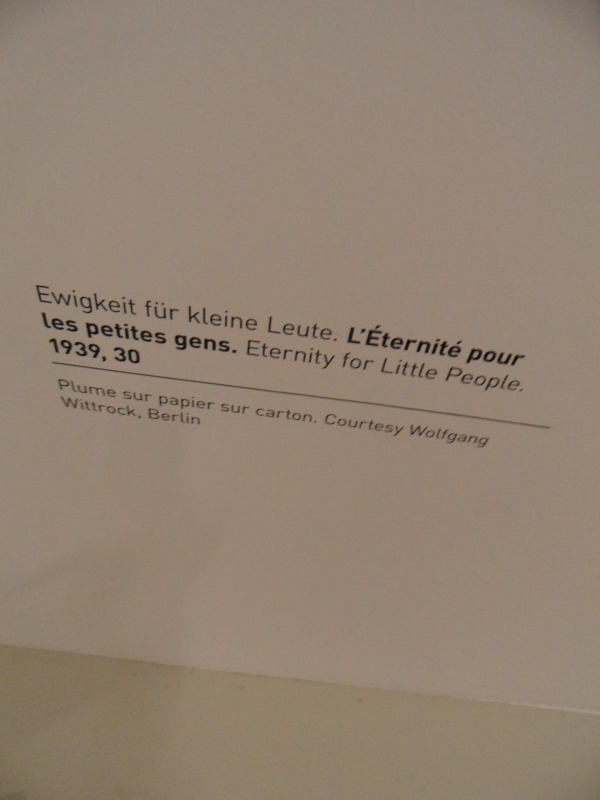 Ewigkeit für kleine Leute. L'Éternité pour
les petites gens. Eternity for Little People.
1939, 30
Plume sur papier sur carton. Courtesy Wolfgang
Wittrock, Berlin